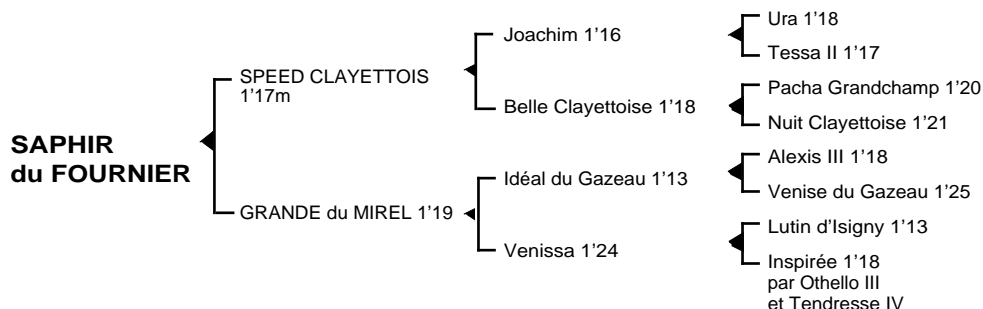 SAPHIR
du FOURNIER
SPEED CLAYETTOIS
1’17m
GRANDE du MIREL 1’19
Joachim 1’16
Belle Clayettoise 1’18
Idéal du Gazeau 1’13
Venissa 1’24
Ura 1’18
Tessa II 1’17
Pacha Grandchamp 1’20
Nuit Clayettoise 1’21
Alexis III 1’18
Venise du Gazeau 1’25
Lutin d’Isigny 1’13
Inspirée 1’18
par Othello III
et Tendresse IV